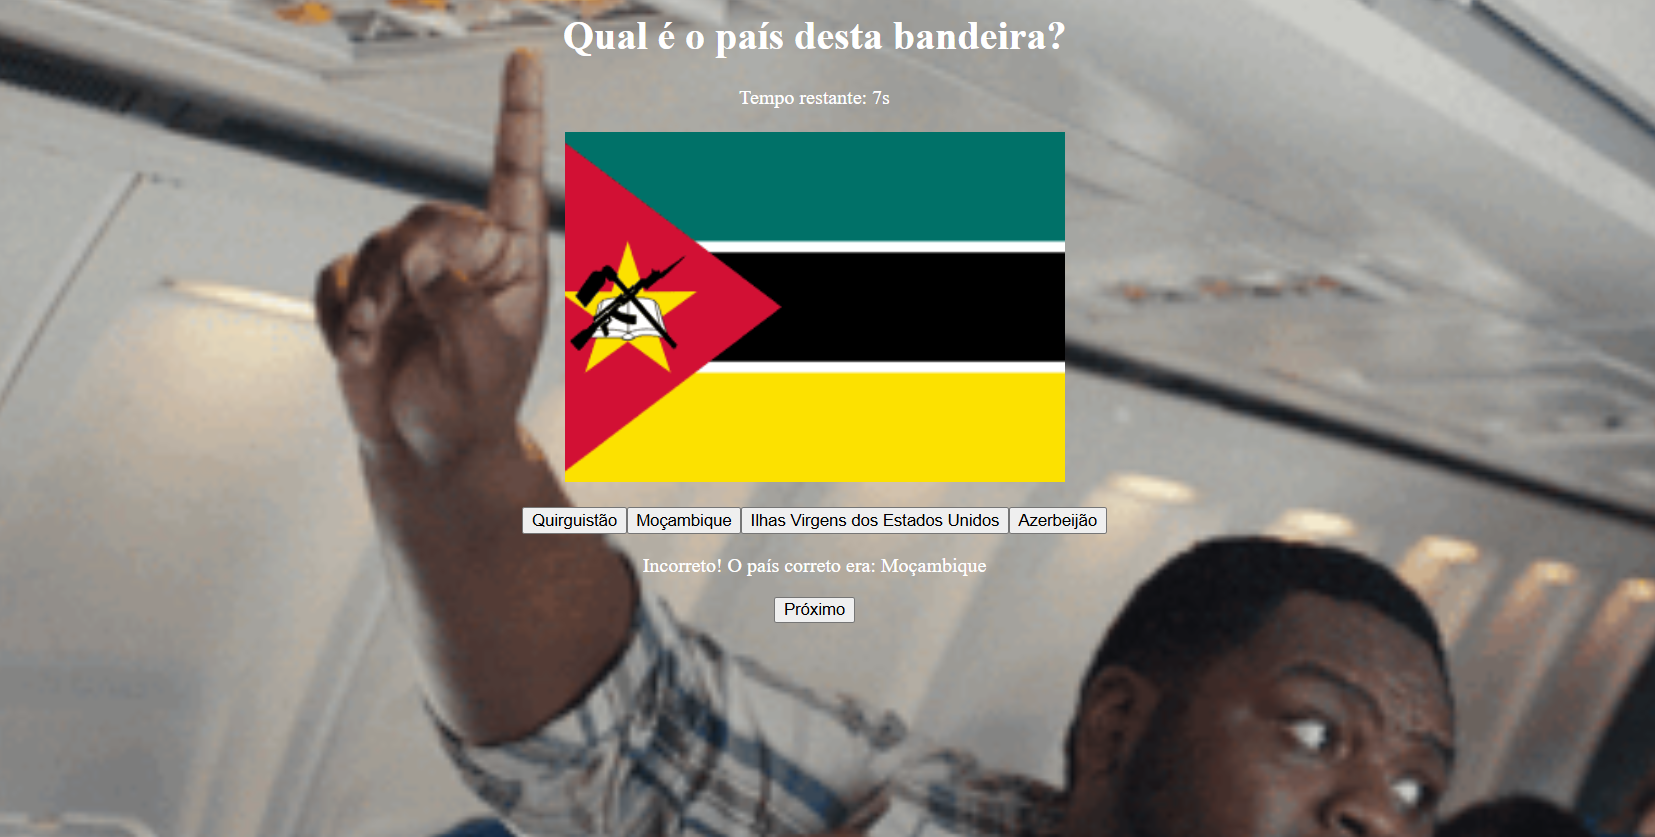 Qual é o país desta bandeira?
Tempo restante: 7s
Quirguistão Moçambique Ilhas Virgens dos Estados Unidos Azerbeijão
Incorreto! O país correto era: Moçambique
Próximo